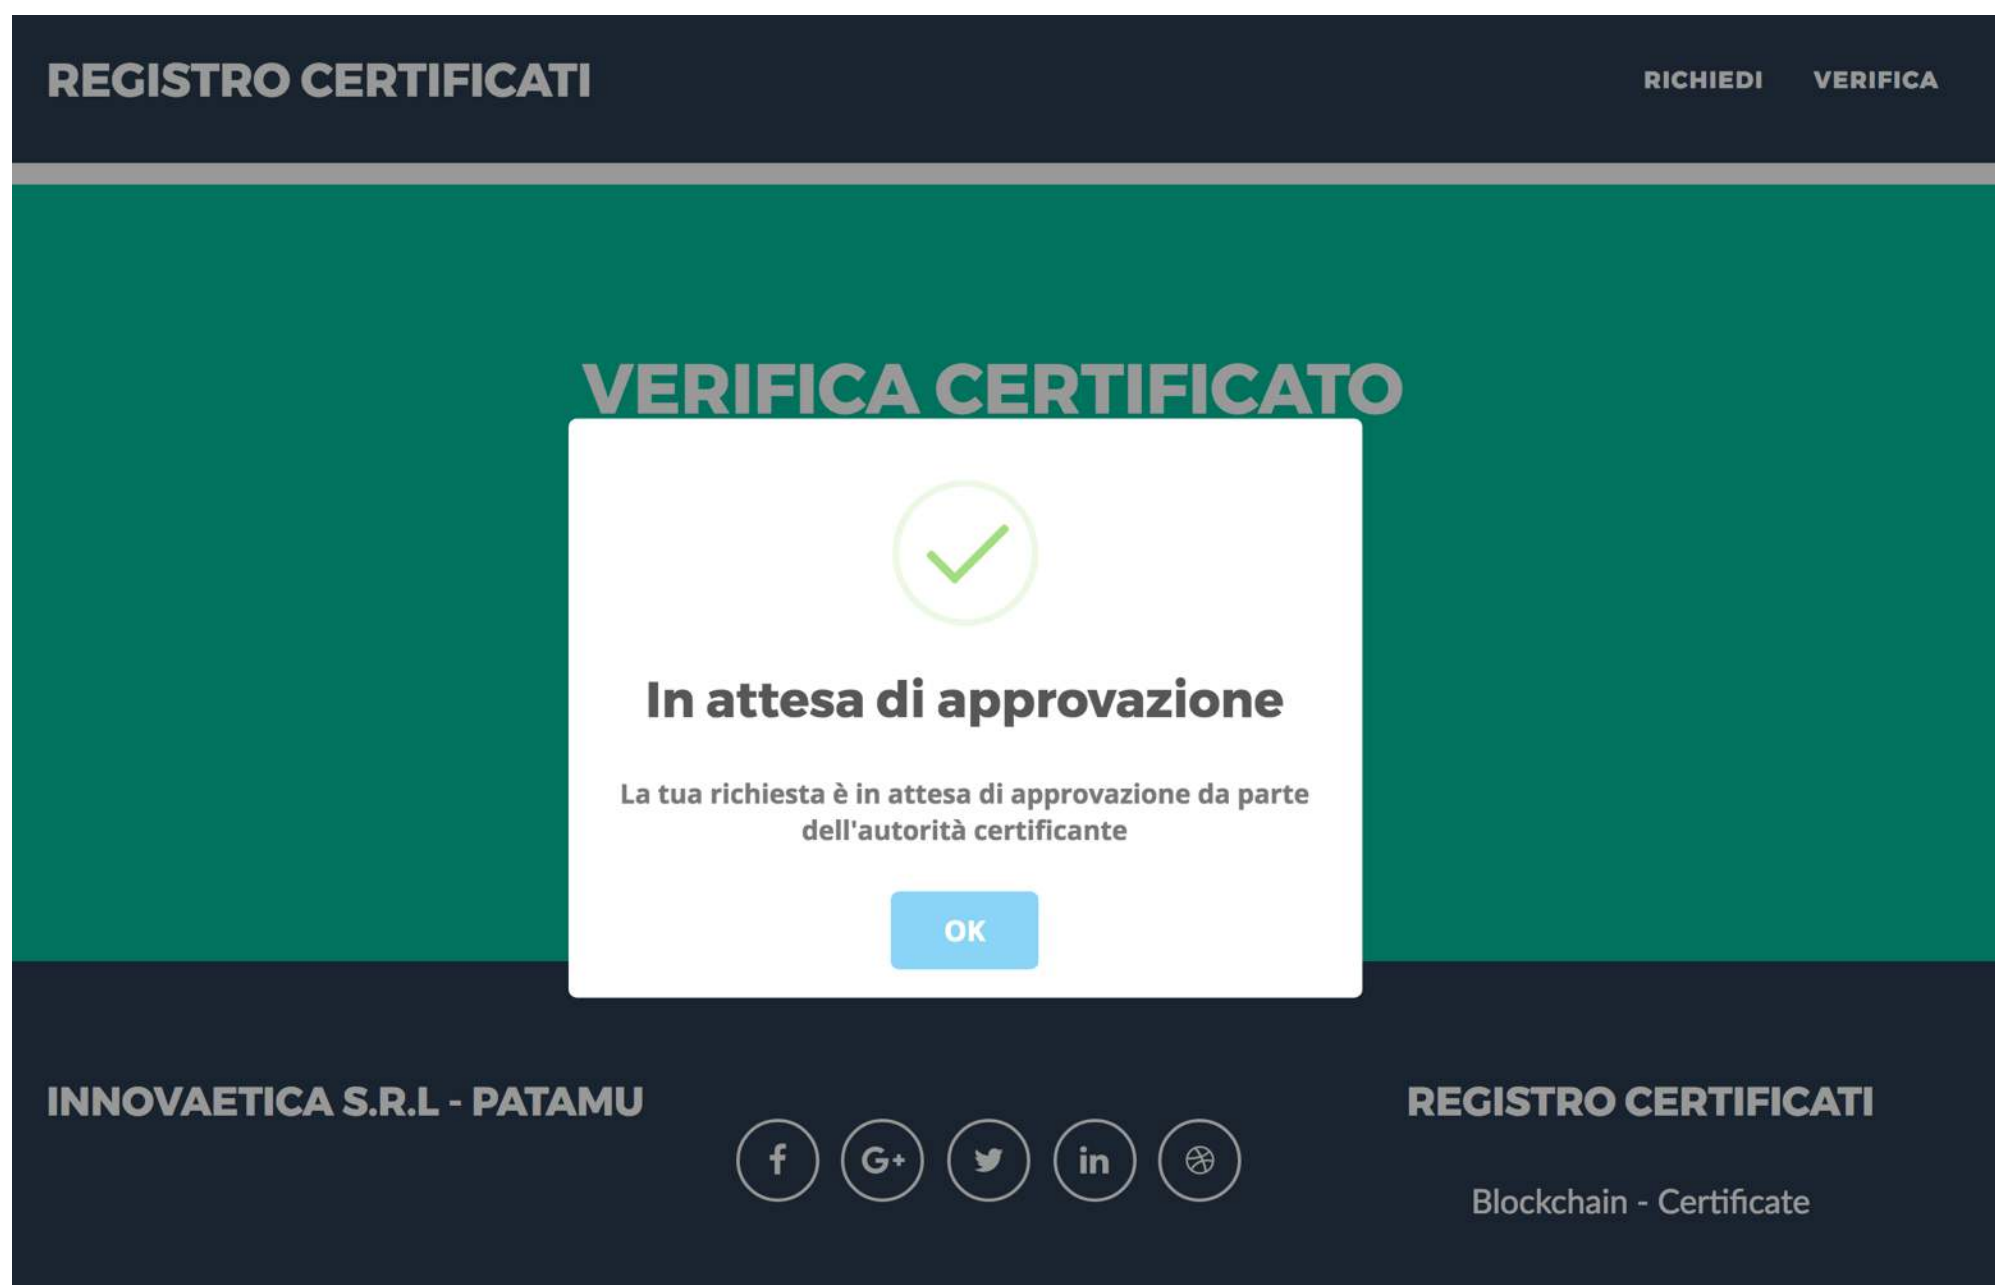 REGISTRO CERTIFICATI
RICHIEDI
VERIFICA
VERIFICA CERTIFICATO
In attesa di approvazione
La tua richiesta è in attesa di approvazione da parte
dell'autorità certificante
OK
INNOVAETICA S.R.L - PATAMU
f
G+
in
REGISTRO CERTIFICATI
Blockchain - Certificate